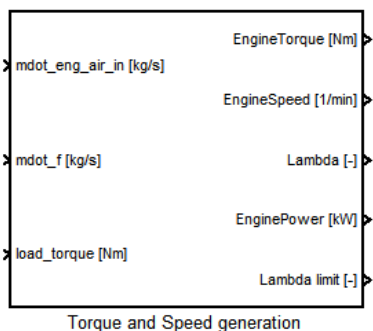 EngineTorque [Nm]
mdot_eng_air_in [kg/s]
EngineSpeed [1/min]
mdot_f [kg/s]
Lambda [-]
EnginePower [kW]
load_torque [Nm]
Lambda limit [-]
Torque and Speed generation